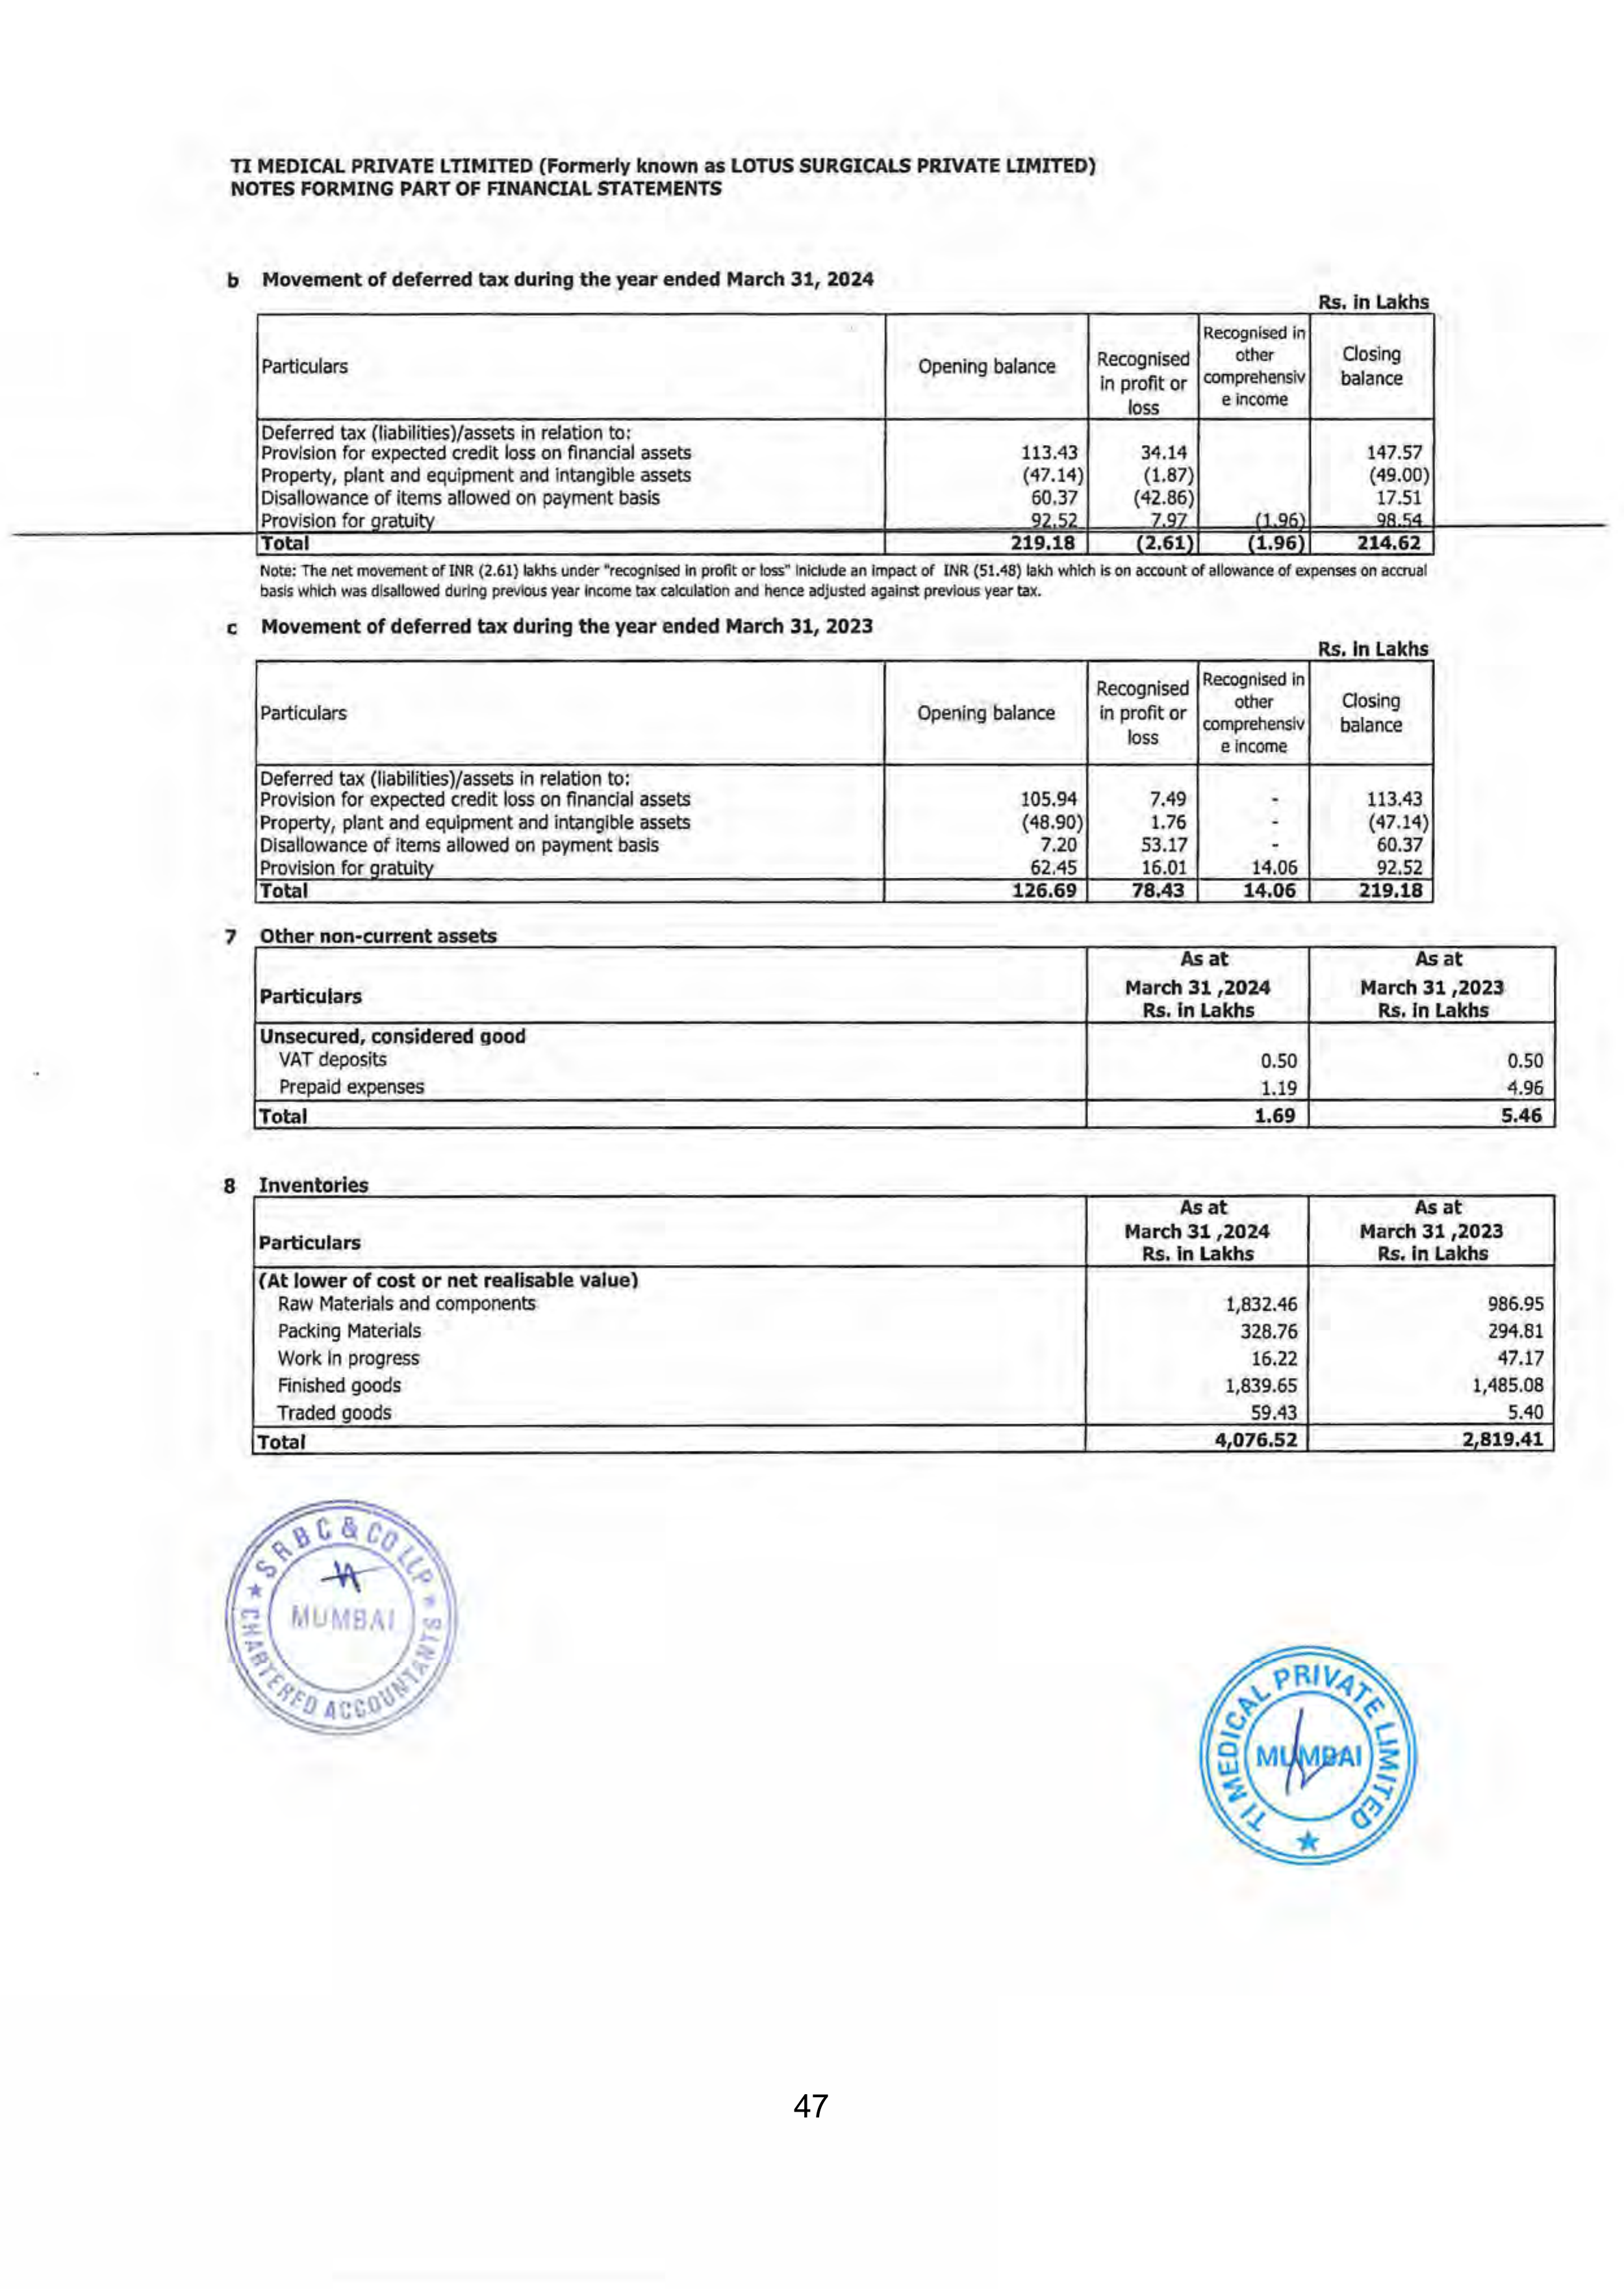 TI MEDICAL PRIVATE LTIMITED (Formerly known as LOTUS SURGICALS PRIVATE LIMITED)
NOTES FORMING PART OF FINANCIAL STATEMENTS
b Movement of deferred tax during the year ended March 31, 2024
Rs. in Lakhs
Particulars Opening balance Recognised in profit or loss Recognised in other comprehensiv e income Closing balance
Deferred tax (liabilities)/assets in relation to:
Provision for expected credit loss on financial assets 113.43 34.14 147.57
Property, plant and equipment and intangible assets (47.14) (1.87) (49.00)
Disallowance of items allowed on payment basis 60.37 (42.86) 17.51
Provision for gratuity 92.52 7.97 (1.96) 98.54
Total 219.18 (2.61) (1.96) 214.62
Note: The net movement of INR (2.61) lakhs under "recognised in profit or loss" iniclude an impact of INR (51.48) lakh which is on account of allowance of expenses on accrual
basis which was disallowed during previous year income tax calculation and hence adjusted against previous year tax.
c Movement of deferred tax during the year ended March 31, 2023
Rs. in Lakhs
Particulars Opening balance Recognised in profit or loss Recognised in other comprehensiv e income Closing balance
Deferred tax (liabilities)/assets in relation to:
Provision for expected credit loss on financial assets 105.94 7.49 - 113.43
Property, plant and equipment and intangible assets (48.90) 1.76 - (47.14)
Disallowance of items allowed on payment basis 7.20 53.17 - 60.37
Provision for gratuity 62.45 16.01 14.06 92.52
Total 126.69 78.43 14.06 219.18
7 Other non-current assets
Particulars As at March 31 ,2024 Rs. in Lakhs As at March 31 ,2023 Rs. in Lakhs
Unsecured, considered good
VAT deposits 0.50 0.50
Prepaid expenses 1.19 4.96
Total 1.69 5.46
8 Inventories
Particulars As at March 31 ,2024 Rs. in Lakhs As at March 31 ,2023 Rs. in Lakhs
(At lower of cost or net realisable value)
Raw Materials and components 1,832.46 986.95
Packing Materials 328.76 294.81
Work in progress 16.22 47.17
Finished goods 1,839.65 1,485.08
Traded goods 59.43 5.40
Total 4,076.52 2,819.41
SRBC & CO LLP
MUMBAI
CHARTERED ACCOUNTANTS
TI MEDICAL PRIVATE LIMITED
MUMBAI
47